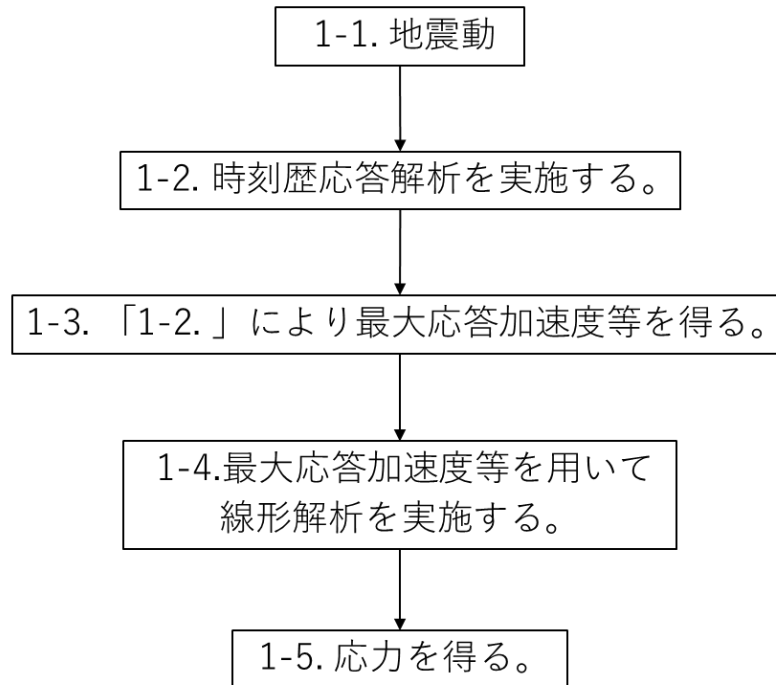 1-1. 地震動
1-2. 時刻歴応答解析を実施する。
1-3. 「1-2. 」により最大応答加速度等を得る。
1-4.最大応答加速度等を用いて
線形解析を実施する。
1-5. 応力を得る。